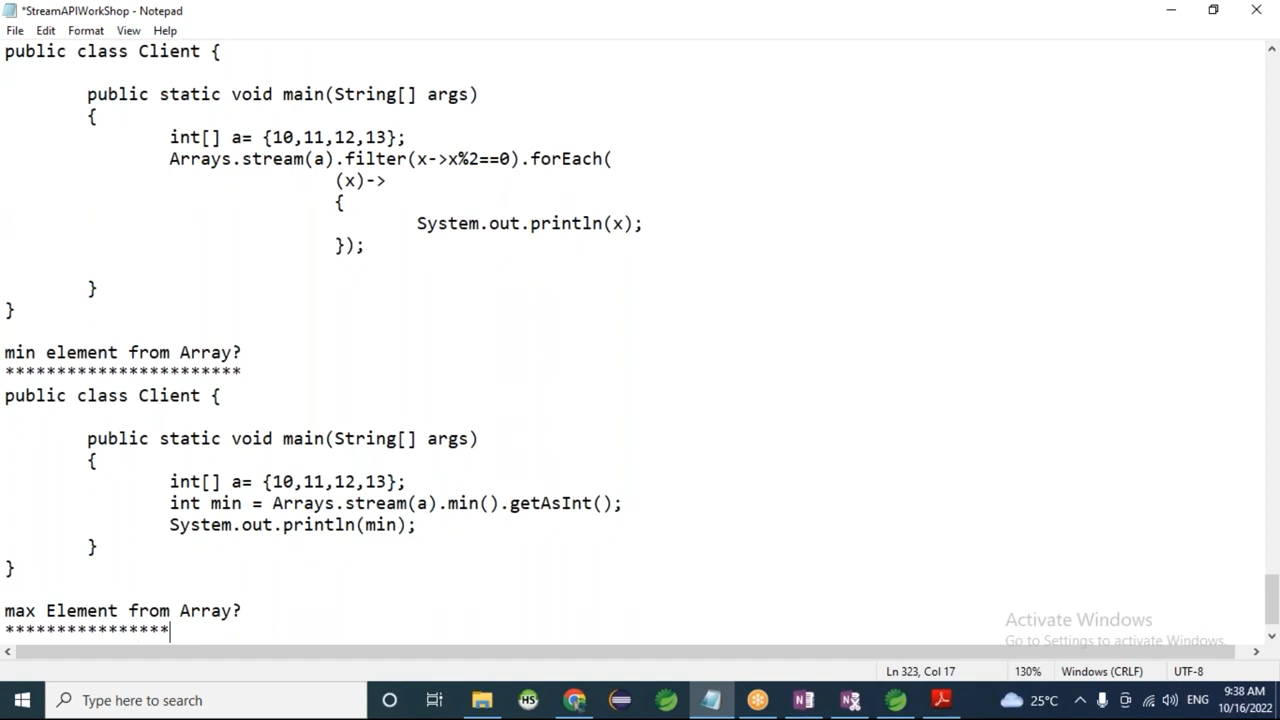 *StreamAPIWorkShop - Notepad
File Edit Format View Help
public class Client {
public static void main(String[] args)
{
int[] a= {10,11,12,13};
Arrays.stream(a).filter(x->x%2==0).forEach(
(x)->
{
System.out.println(x);
});
}
}
min element from Array?
***********************
public class Client {
public static void main(String[] args)
{
int[] a= {10,11,12,13};
int min = Arrays.stream(a).min().getAsInt();
System.out.println(min);
}
}
max Element from Array?
****************
Activate Windows
Go to Settings to activate Windows.
Ln 323, Col 17 130% Windows (CRLF) UTF-8
Type here to search HS 25°C ENG 9:38 AM
10/16/2022